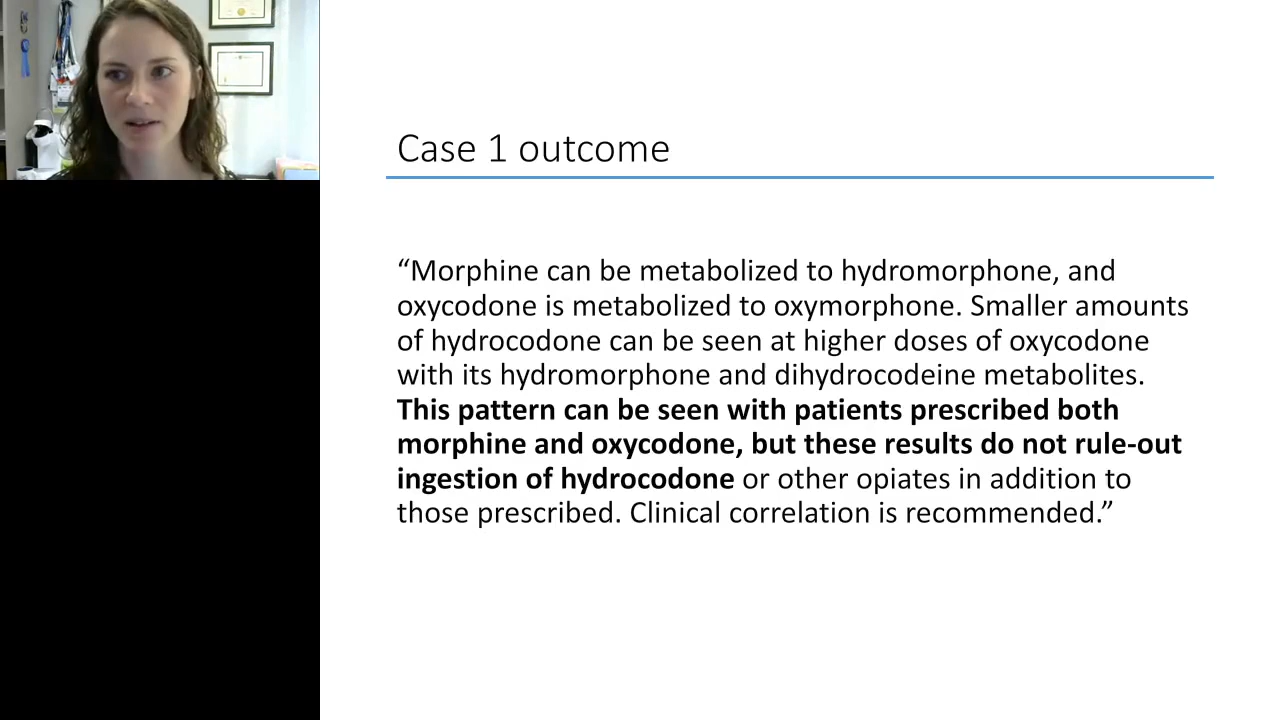 Case 1 outcome
“Morphine can be metabolized to hydromorphone, and
oxycodone is metabolized to oxymorphone. Smaller amounts
of hydrocodone can be seen at higher doses of oxycodone
with its hydromorphone and dihydrocodeine metabolites.
This pattern can be seen with patients prescribed both
morphine and oxycodone, but these results do not rule-out
ingestion of hydrocodone or other opiates in addition to
those prescribed. Clinical correlation is recommended.”